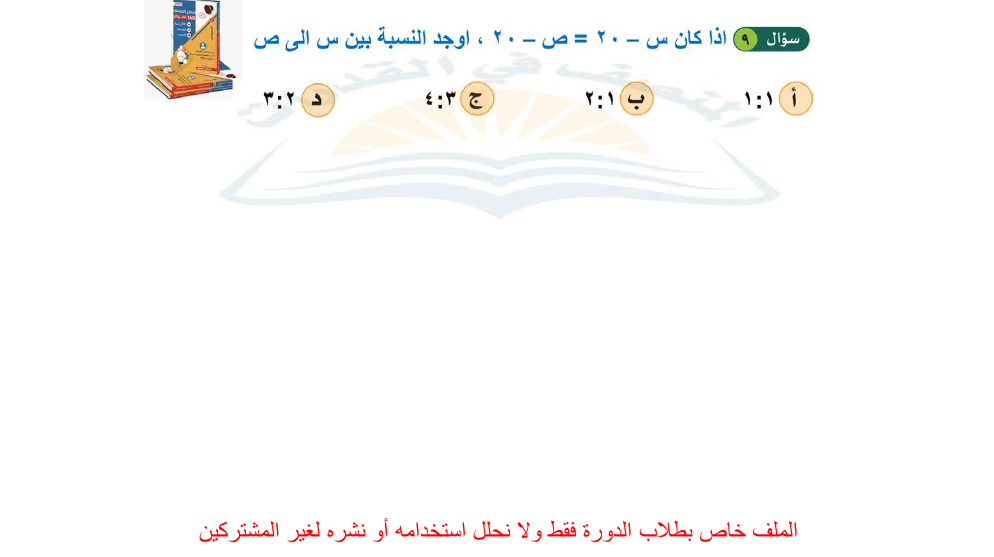 سؤال ٩ اذا كان س – ٢٠ = ص – ٢٠ ، اوجد النسبة بين س الى ص
أ ١ : ١ ب ١ : ٢ ج ٣ : ٤ د ٢ : ٣
الملف خاص بطلاب الدورة فقط ولا نحلل استخدامه أو نشره لغير المشتركين